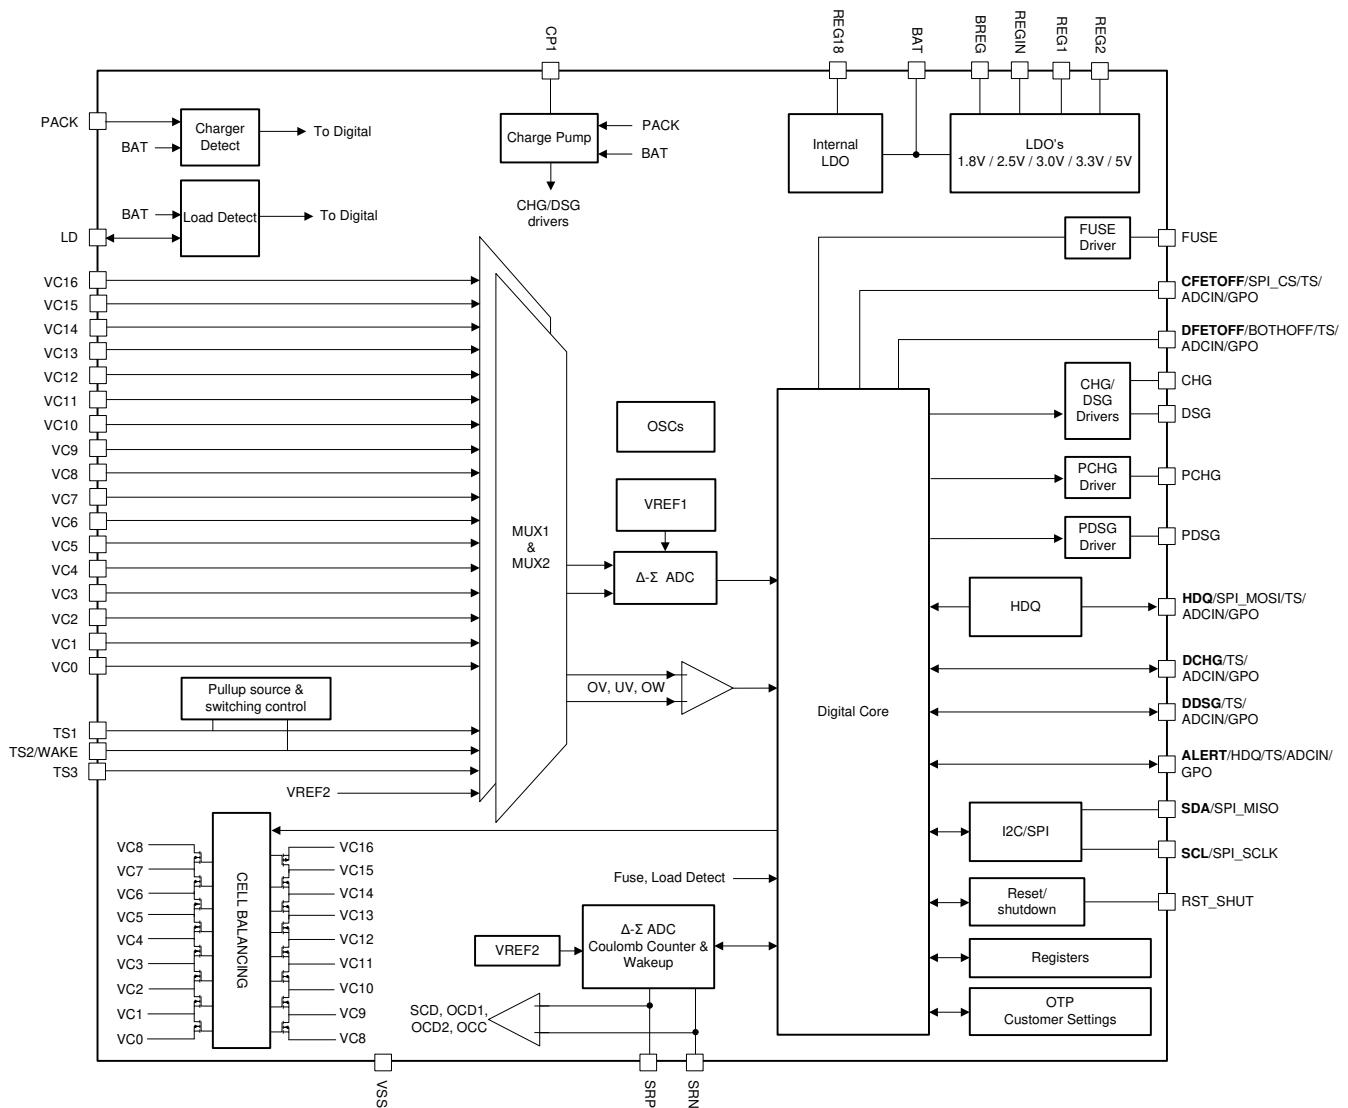 CP1
REG18
BAT
BREG
REGIN
REG1
REG2
PACK
BAT
Charger
Detect
To Digital
Charge Pump
PACK
BAT
CHG/DSG
drivers
Internal
LDO
LDO's
1.8V / 2.5V / 3.0V / 3.3V / 5V
BAT
LD
Load Detect
To Digital
FUSE
Driver
FUSE
VC16
VC15
VC14
VC13
VC12
VC11
VC10
VC9
VC8
VC7
VC6
VC5
VC4
VC3
VC2
VC1
VC0
Pullup source &
switching control
TS1
TS2/WAKE
TS3
VREF2
MUX1
&
MUX2
OSCs
VREF1
Δ-Σ ADC
OV, UV, OW
Digital Core
CFETOFF/SPI_CS/TS/
ADCIN/GPO
DFETOFF/BOTHOFF/TS/
ADCIN/GPO
CHG/
DSG
Drivers
CHG
DSG
PCHG
Driver
PCHG
PDSG
Driver
PDSG
HDQ
HDQ/SPI_MOSI/TS/
ADCIN/GPO
DCHG/TS/
ADCIN/GPO
DDSG/TS/
ADCIN/GPO
ALERT/HDQ/TS/ADCIN/
GPO
I2C/SPI
SDA/SPI_MISO
SCL/SPI_SCLK
Reset/
shutdown
RST_SHUT
Registers
OTP
Customer Settings
VC8
VC7
VC6
VC5
VC4
VC3
VC2
VC1
VC0
CELL BALANCING
VC16
VC15
VC14
VC13
VC12
VC11
VC10
VC9
VC8
Fuse, Load Detect
VREF2
Δ-Σ ADC
Coulomb Counter &
Wakeup
SCD, OCD1,
OCD2, OCC
VSS
SRP
SRN